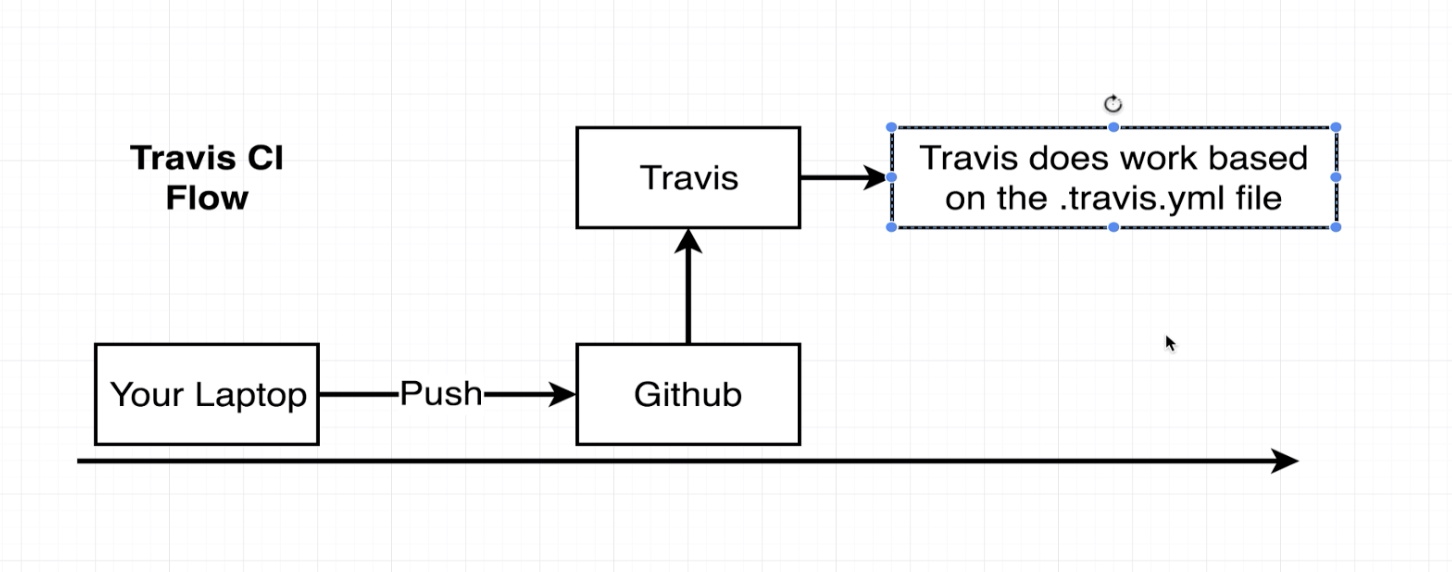 Travis CI
Flow
Travis
Travis does work based
on the .travis.yml file
Your Laptop
Push
Github